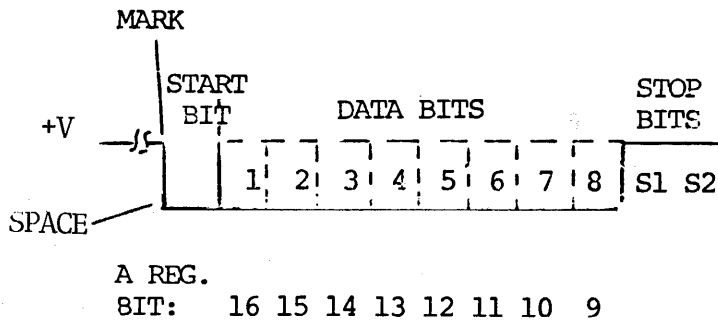 MARK
START
BIT
DATA BITS
STOP
BITS
+V
1 2 3 4 5 6 7 8 S1 S2
SPACE
A REG.
BIT: 16 15 14 13 12 11 10 9